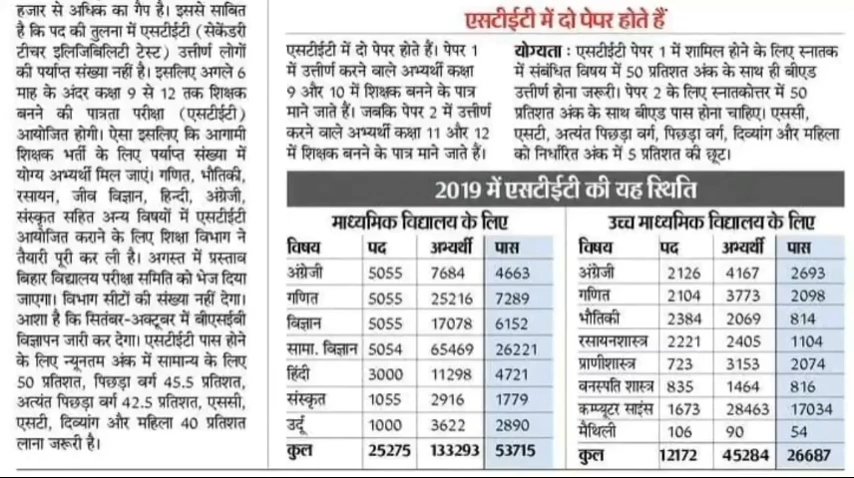 हजार से अधिक का गैप है। इससे साबित
है कि पद की तुलना में एसटीईटी (सेकेंडरी
टीचर इलिजिबिलिटी टेस्ट) उत्तीर्ण लोगों
की पर्याप्त संख्या नहीं है। इसलिए अगले 6
माह के अंदर कक्षा 9 से 12 तक शिक्षक
बनने की पात्रता परीक्षा (एसटीईटी)
आयोजित होगी। ऐसा इसलिए कि आगामी
शिक्षक भर्ती के लिए पर्याप्त संख्या में
योग्य अभ्यर्थी मिल जाएं। गणित, भौतिकी,
रसायन, जीव विज्ञान, हिन्दी, अंग्रेजी,
संस्कृत सहित अन्य विषयों में एसटीईटी
आयोजित कराने के लिए शिक्षा विभाग ने
तैयारी पूरी कर ली है। अगस्त में प्रस्ताव
बिहार विद्यालय परीक्षा समिति को भेज दिया
जाएगा। विभाग सीटों की संख्या नहीं देगा।
आशा है कि सितंबर-अक्टूबर में बीएसईबी
विज्ञापन जारी कर देगा। एसटीईटी पास होने
के लिए न्यूनतम अंक में सामान्य के लिए
50 प्रतिशत, पिछड़ा वर्ग 45.5 प्रतिशत,
अत्यंत पिछड़ा वर्ग 42.5 प्रतिशत, एससी,
एसटी, दिव्यांग और महिला 40 प्रतिशत
लाना जरूरी है।
एसटीईटी में दो पेपर होते हैं
एसटीईटी में दो पेपर होते हैं। पेपर 1
में उत्तीर्ण करने वाले अभ्यर्थी कक्षा
9 और 10 में शिक्षक बनने के पात्र
माने जाते हैं। जबकि पेपर 2 में उत्तीर्ण
करने वाले अभ्यर्थी कक्षा 11 और 12
में शिक्षक बनने के पात्र माने जाते हैं।
योग्यता : एसटीईटी पेपर 1 में शामिल होने के लिए स्नातक
में संबंधित विषय में 50 प्रतिशत अंक के साथ ही बीएड
उत्तीर्ण होना जरूरी। पेपर 2 के लिए स्नातकोत्तर में 50
प्रतिशत अंक के साथ बीएड पास होना चाहिए। एससी,
एसटी, अत्यंत पिछड़ा वर्ग, पिछड़ा वर्ग, दिव्यांग और महिला
को निर्धारित अंक में 5 प्रतिशत की छूट।
2019 में एसटीईटी की यह स्थिति
माध्यमिक विद्यालय के लिए
विषय पद अभ्यर्थी पास
अंग्रेजी 5055 7684 4663
गणित 5055 25216 7289
विज्ञान 5055 17078 6152
सामा. विज्ञान 5054 65469 26221
हिंदी 3000 11298 4721
संस्कृत 1055 2916 1779
उर्दू 1000 3622 2890
कुल 25275 133293 53715
उच्च माध्यमिक विद्यालय के लिए
विषय पद अभ्यर्थी पास
अंग्रेजी 2126 4167 2693
गणित 2104 3773 2098
भौतिकी 2384 2069 814
रसायनशास्त्र 2221 2405 1104
प्राणीशास्त्र 723 3153 2074
वनस्पति शास्त्र 835 1464 816
कम्प्यूटर साइंस 1673 28463 17034
मैथिली 106 90 54
कुल 12172 45284 26687